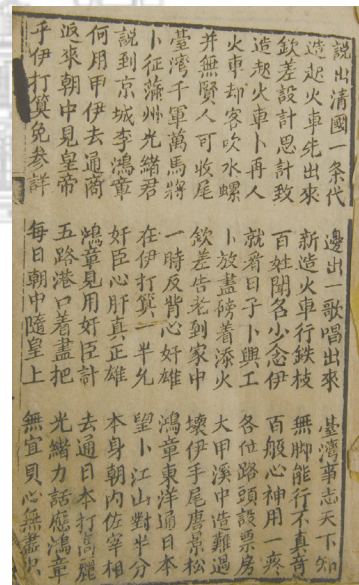 說出清國一条代 邊出一歌唱出來 臺湾事志天下知
造起火車先出來 新造火車行鉄枝 無脚能行不真奇
欽差設計思計致 百姓聞名少念伊 百般心神用一疼
造起火車卜再人 就看日子卜興工 各位路頭設票房
火車却客吹水螺 卜放盡傍着添火 大甲溪中造難過
并無賢人可收尾 欽差告老到家中 壞伊手尾唐景松
臺灣千軍萬馬將 一時反背心奸雄 鴻章東洋通日本
卜征州光緒君 在伊打算一半允 望卜江山對半分
說到京城李鴻章 奸臣心肝真正雄 本身朝內佐宰相
何用甲伊去通商 鴻章見用奸臣計 去通日本打高麗
返來朝中見皇帝 五路港口着盡把 光緒力話應鴻章
乎伊打算免參詳 每日朝中隨皇上 無宜貝心無盡